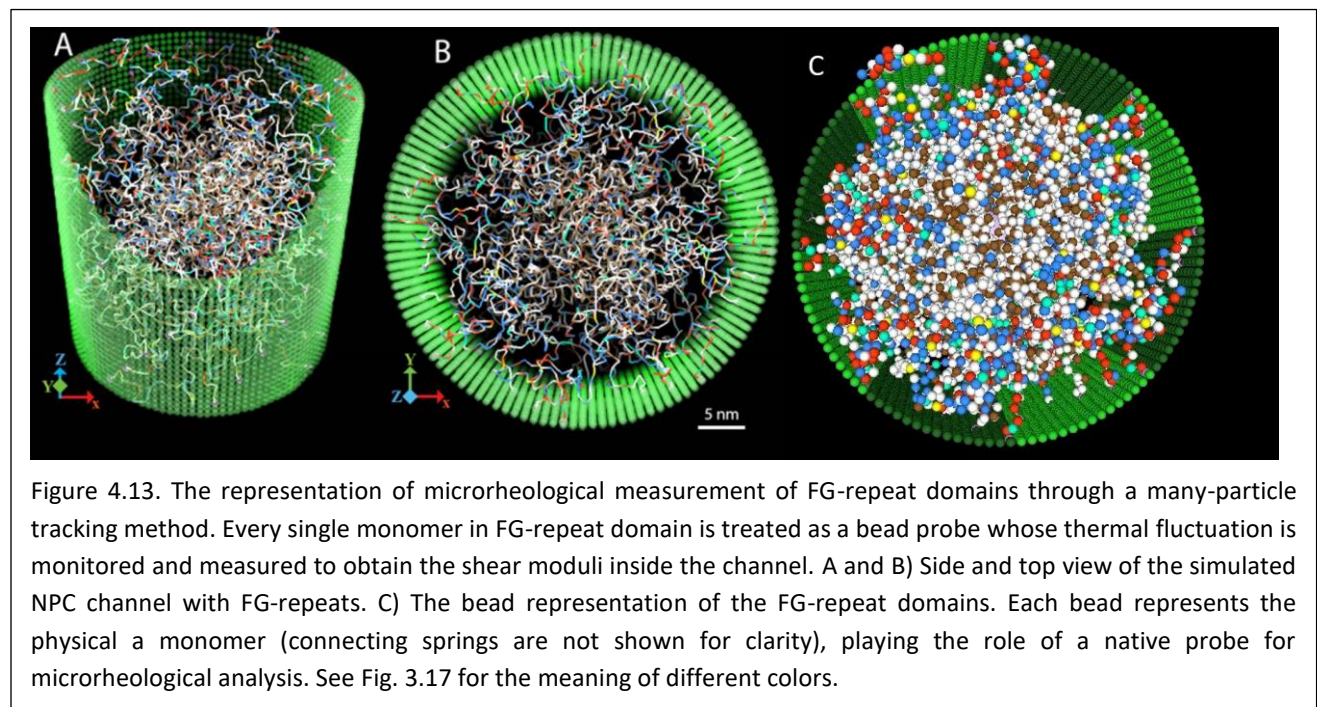 A
B
C
Z
Y
x
Y
Z
x
5 nm
Figure 4.13. The representation of microrheological measurement of FG-repeat domains through a many-particle
tracking method. Every single monomer in FG-repeat domain is treated as a bead probe whose thermal fluctuation is
monitored and measured to obtain the shear moduli inside the channel. A and B) Side and top view of the simulated
NPC channel with FG-repeats. C) The bead representation of the FG-repeat domains. Each bead represents the
physical a monomer (connecting springs are not shown for clarity), playing the role of a native probe for
microrheological analysis. See Fig. 3.17 for the meaning of different colors.